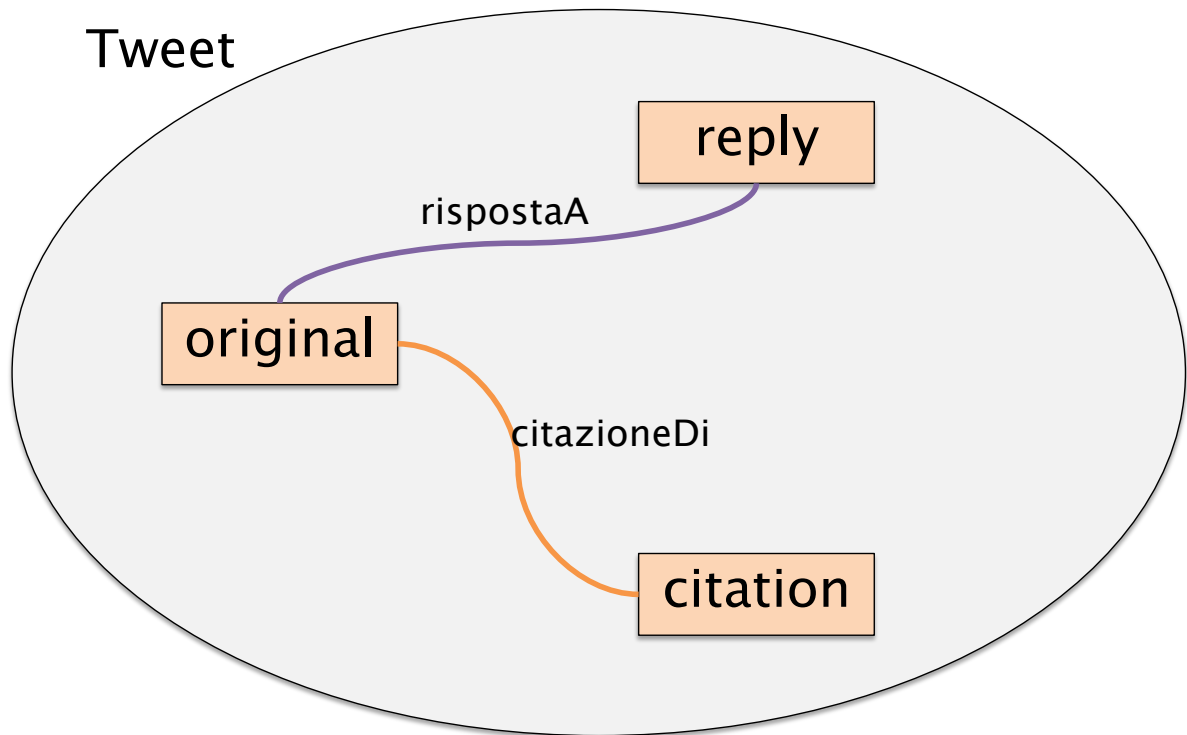 Tweet
reply
rispostaA
original
citazioneDi
citation